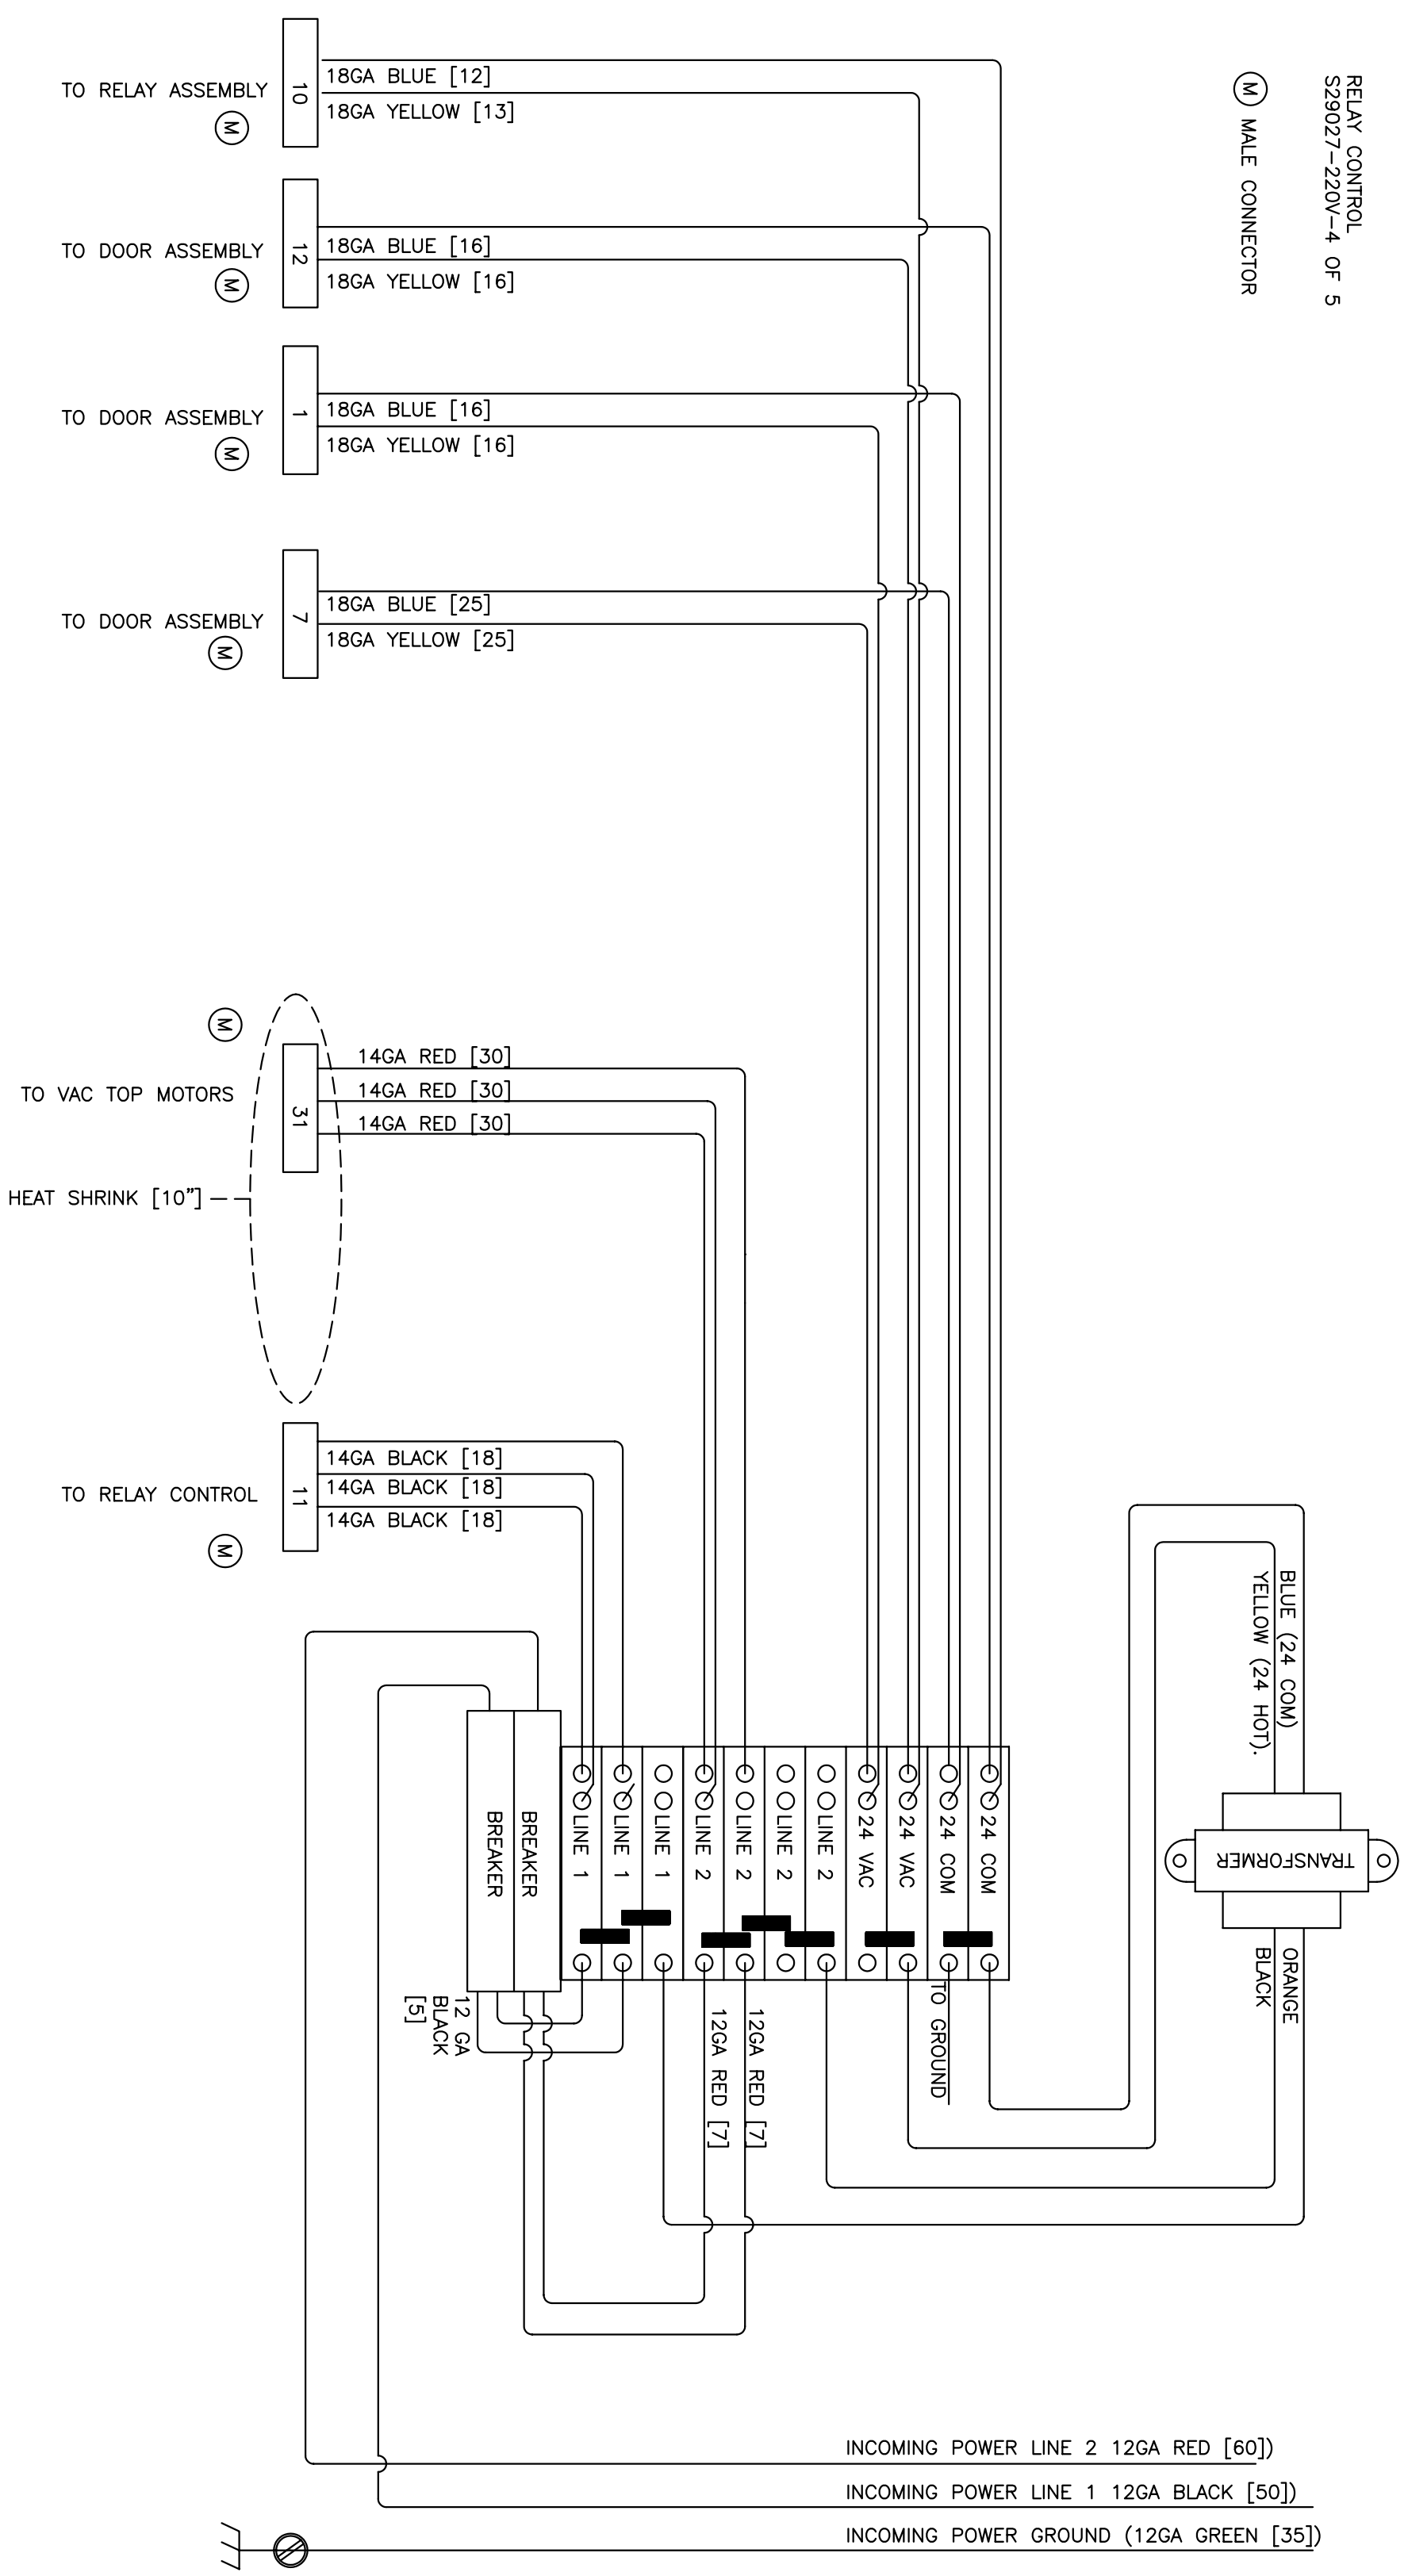 RELAY CONTROL
S29027-220V-4 OF 5
M MALE CONNECTOR
TO RELAY ASSEMBLY
M
10
18GA BLUE [12]
18GA YELLOW [13]
TO DOOR ASSEMBLY
M
12
18GA BLUE [16]
18GA YELLOW [16]
TO DOOR ASSEMBLY
M
1
18GA BLUE [16]
18GA YELLOW [16]
TO DOOR ASSEMBLY
M
7
18GA BLUE [25]
18GA YELLOW [25]
M
TO VAC TOP MOTORS
31
14GA RED [30]
14GA RED [30]
14GA RED [30]
HEAT SHRINK [10"]
TO RELAY CONTROL
M
11
14GA BLACK [18]
14GA BLACK [18]
14GA BLACK [18]
BLUE (24 COM)
YELLOW (24 HOT).
TRANSFORMER
ORANGE
BLACK
24 COM
24 COM
24 VAC
24 VAC
LINE 2
LINE 2
LINE 2
LINE 2
LINE 1
LINE 1
LINE 1
BREAKER
BREAKER
TO GROUND
12GA RED [7]
12GA RED [7]
12 GA
BLACK
[5]
INCOMING POWER LINE 2 12GA RED [60])
INCOMING POWER LINE 1 12GA BLACK [50])
INCOMING POWER GROUND (12GA GREEN [35])